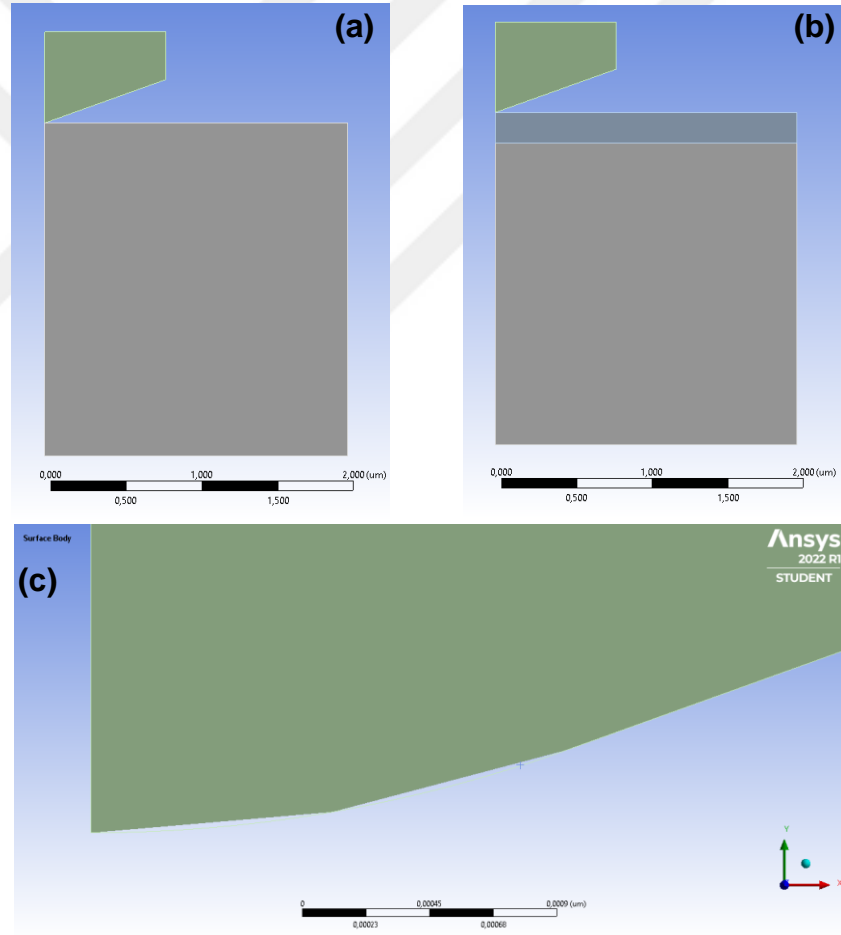 (a)
0,000 1,000 2,000 (um)
0,500 1,500
(b)
0,000 1,000 2,000 (um)
0,500 1,500
Surface Body
(c)
Ansys
2022 R1
STUDENT
Y
X
0 0,00045 0,0009 (um)
0,00023 0,00068